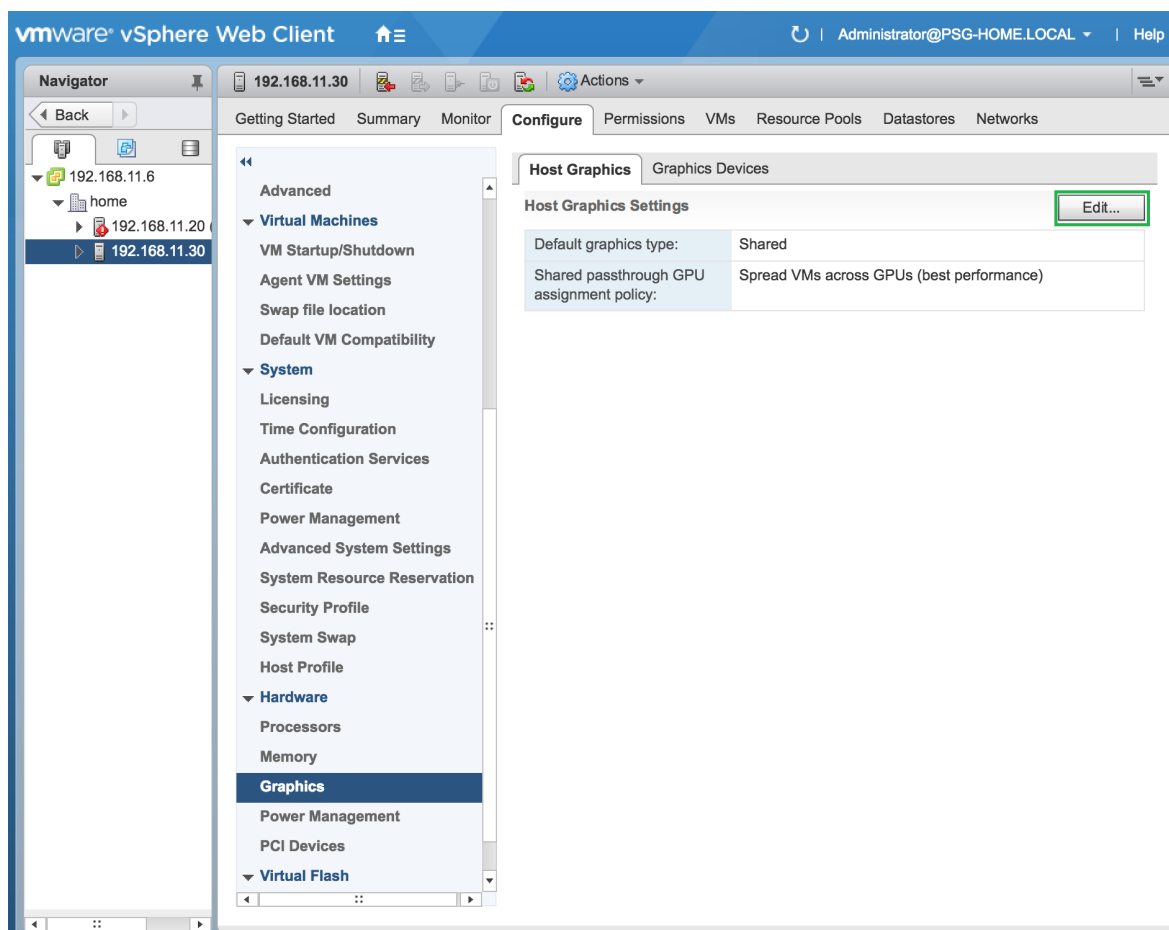 vmware® vSphere Web Client
Administrator@PSG-HOME.LOCAL
Help
Navigator
Back
192.168.11.6
home
192.168.11.20 (
192.168.11.30
192.168.11.30
Actions
Getting Started
Summary
Monitor
Configure
Permissions
VMs
Resource Pools
Datastores
Networks
Advanced
Virtual Machines
VM Startup/Shutdown
Agent VM Settings
Swap file location
Default VM Compatibility
System
Licensing
Time Configuration
Authentication Services
Certificate
Power Management
Advanced System Settings
System Resource Reservation
Security Profile
System Swap
Host Profile
Hardware
Processors
Memory
Graphics
Power Management
PCI Devices
Virtual Flash
Host Graphics
Graphics Devices
Host Graphics Settings
Edit...
Default graphics type:
Shared
Shared passthrough GPU
assignment policy:
Spread VMs across GPUs (best performance)